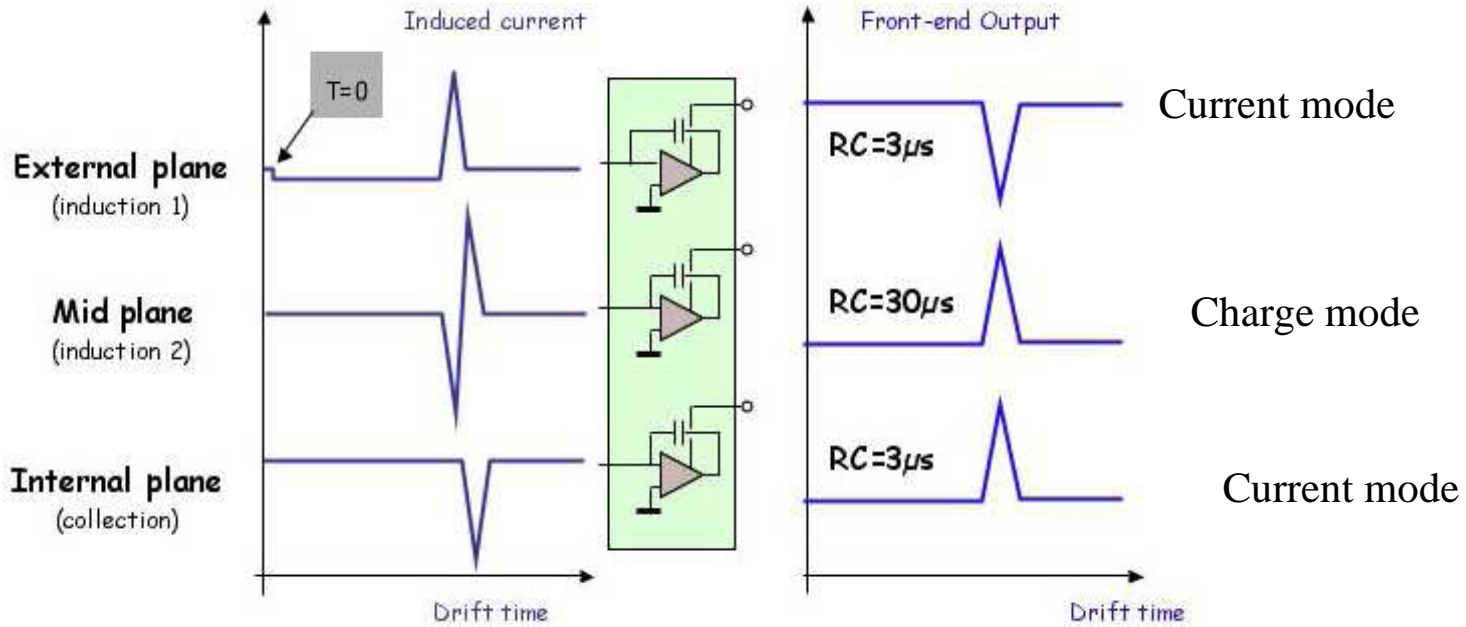 Induced current
Front-end Output
T=0
Current mode
RC=3µs
External plane
(induction 1)
RC=30µs
Mid plane
(induction 2)
Charge mode
RC=3µs
Internal plane
(collection)
Current mode
Drift time
Drift time